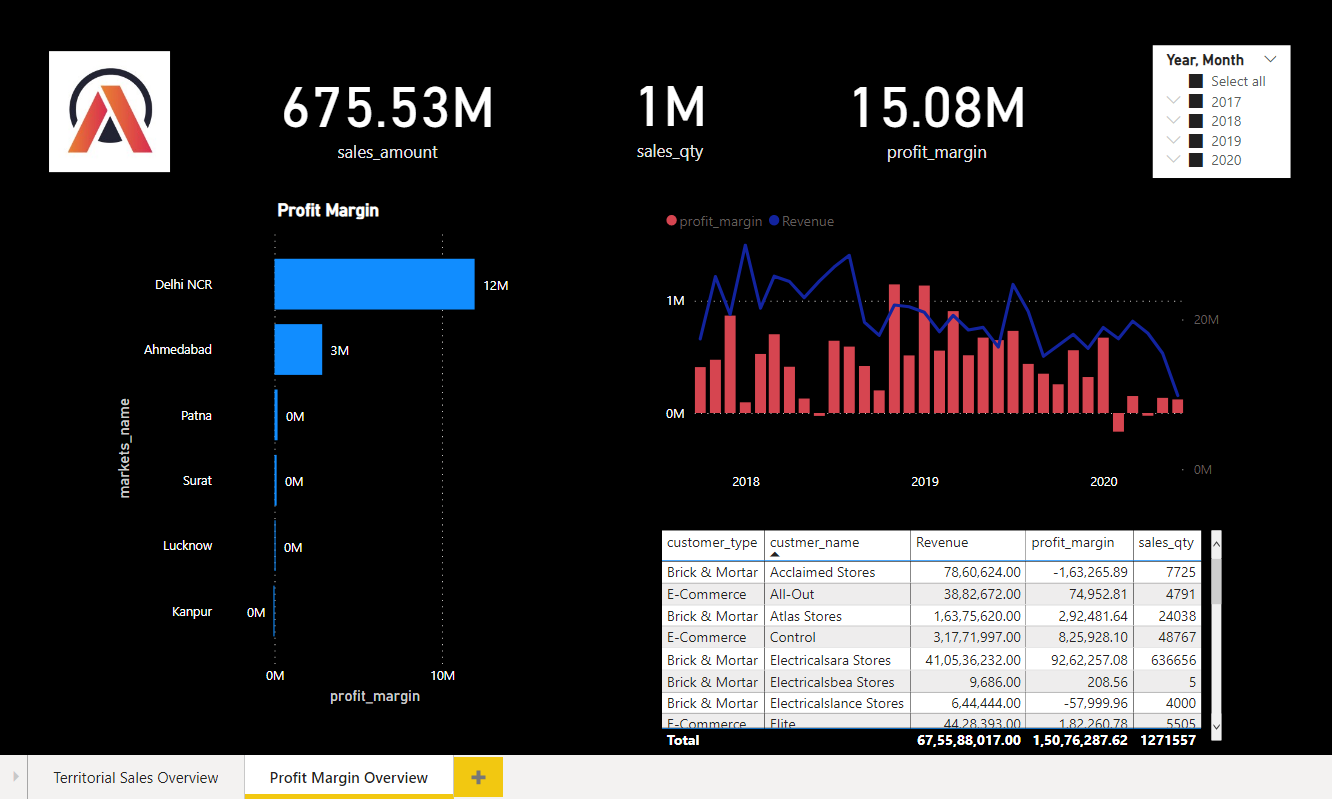 675.53M
sales_amount
1M
sales_qty
15.08M
profit_margin
Year, Month
Select all
2017
2018
2019
2020
Profit Margin
markets_name
Delhi NCR 12M
Ahmedabad 3M
Patna 0M
Surat 0M
Lucknow 0M
Kanpur 0M
0M 10M
profit_margin
profit_margin Revenue
1M
0M
20M
0M
2018 2019 2020
customer_type custmer_name Revenue profit_margin sales_qty
Brick & Mortar Acclaimed Stores 78,60,624.00 -1,63,265.89 7725
E-Commerce All-Out 38,82,672.00 74,952.81 4791
Brick & Mortar Atlas Stores 1,63,75,620.00 2,92,481.64 24038
E-Commerce Control 3,17,71,997.00 8,25,928.10 48767
Brick & Mortar Electricalsara Stores 41,05,36,232.00 92,62,257.08 636656
Brick & Mortar Electricalsbea Stores 9,686.00 208.56 5
Brick & Mortar Electricalslance Stores 6,44,444.00 -57,999.96 4000
E-Commerce Elite 44,28,393.00 1,82,260.78 5505
Total 67,55,88,017.00 1,50,76,287.62 1271557
Territorial Sales Overview Profit Margin Overview +